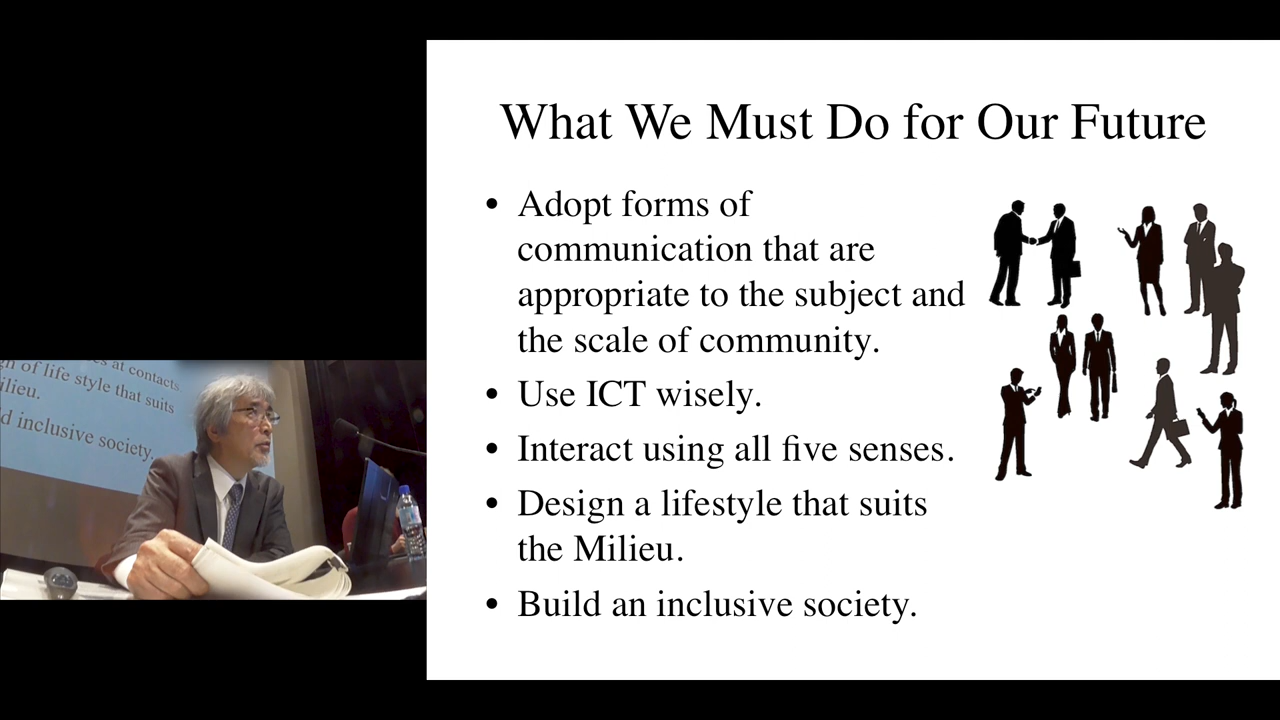 What We Must Do for Our Future
• Adopt forms of
communication that are
appropriate to the subject and
the scale of community.
• Use ICT wisely.
• Interact using all five senses.
• Design a lifestyle that suits
the Milieu.
• Build an inclusive society.
at contacts
of life style that suits
inclusive society.